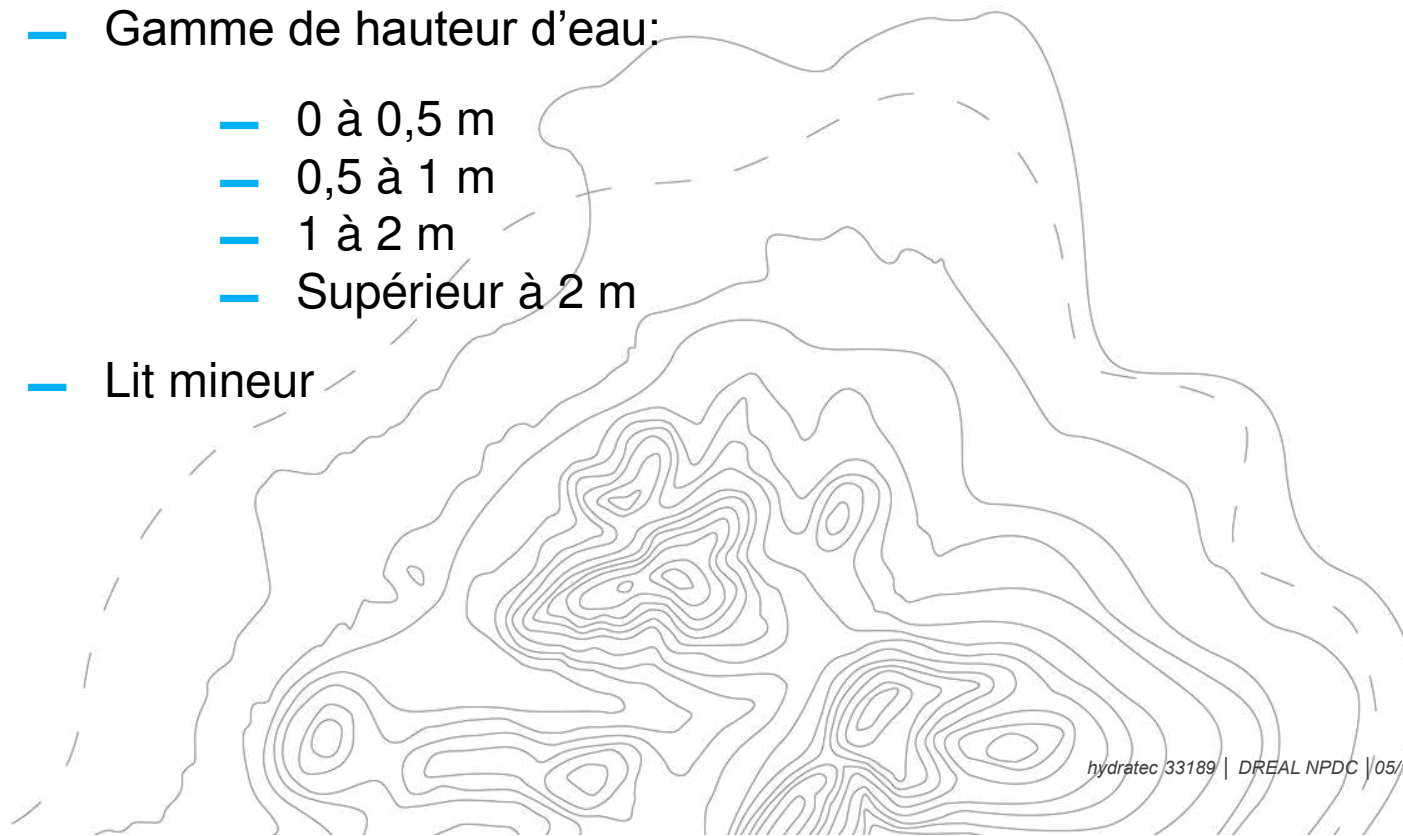 Gamme de hauteur d’eau:
0 à 0,5 m
0,5 à 1 m
1 à 2 m
Supérieur à 2 m
Lit mineur
hydratec 33189 | DREAL NPDC | 05/